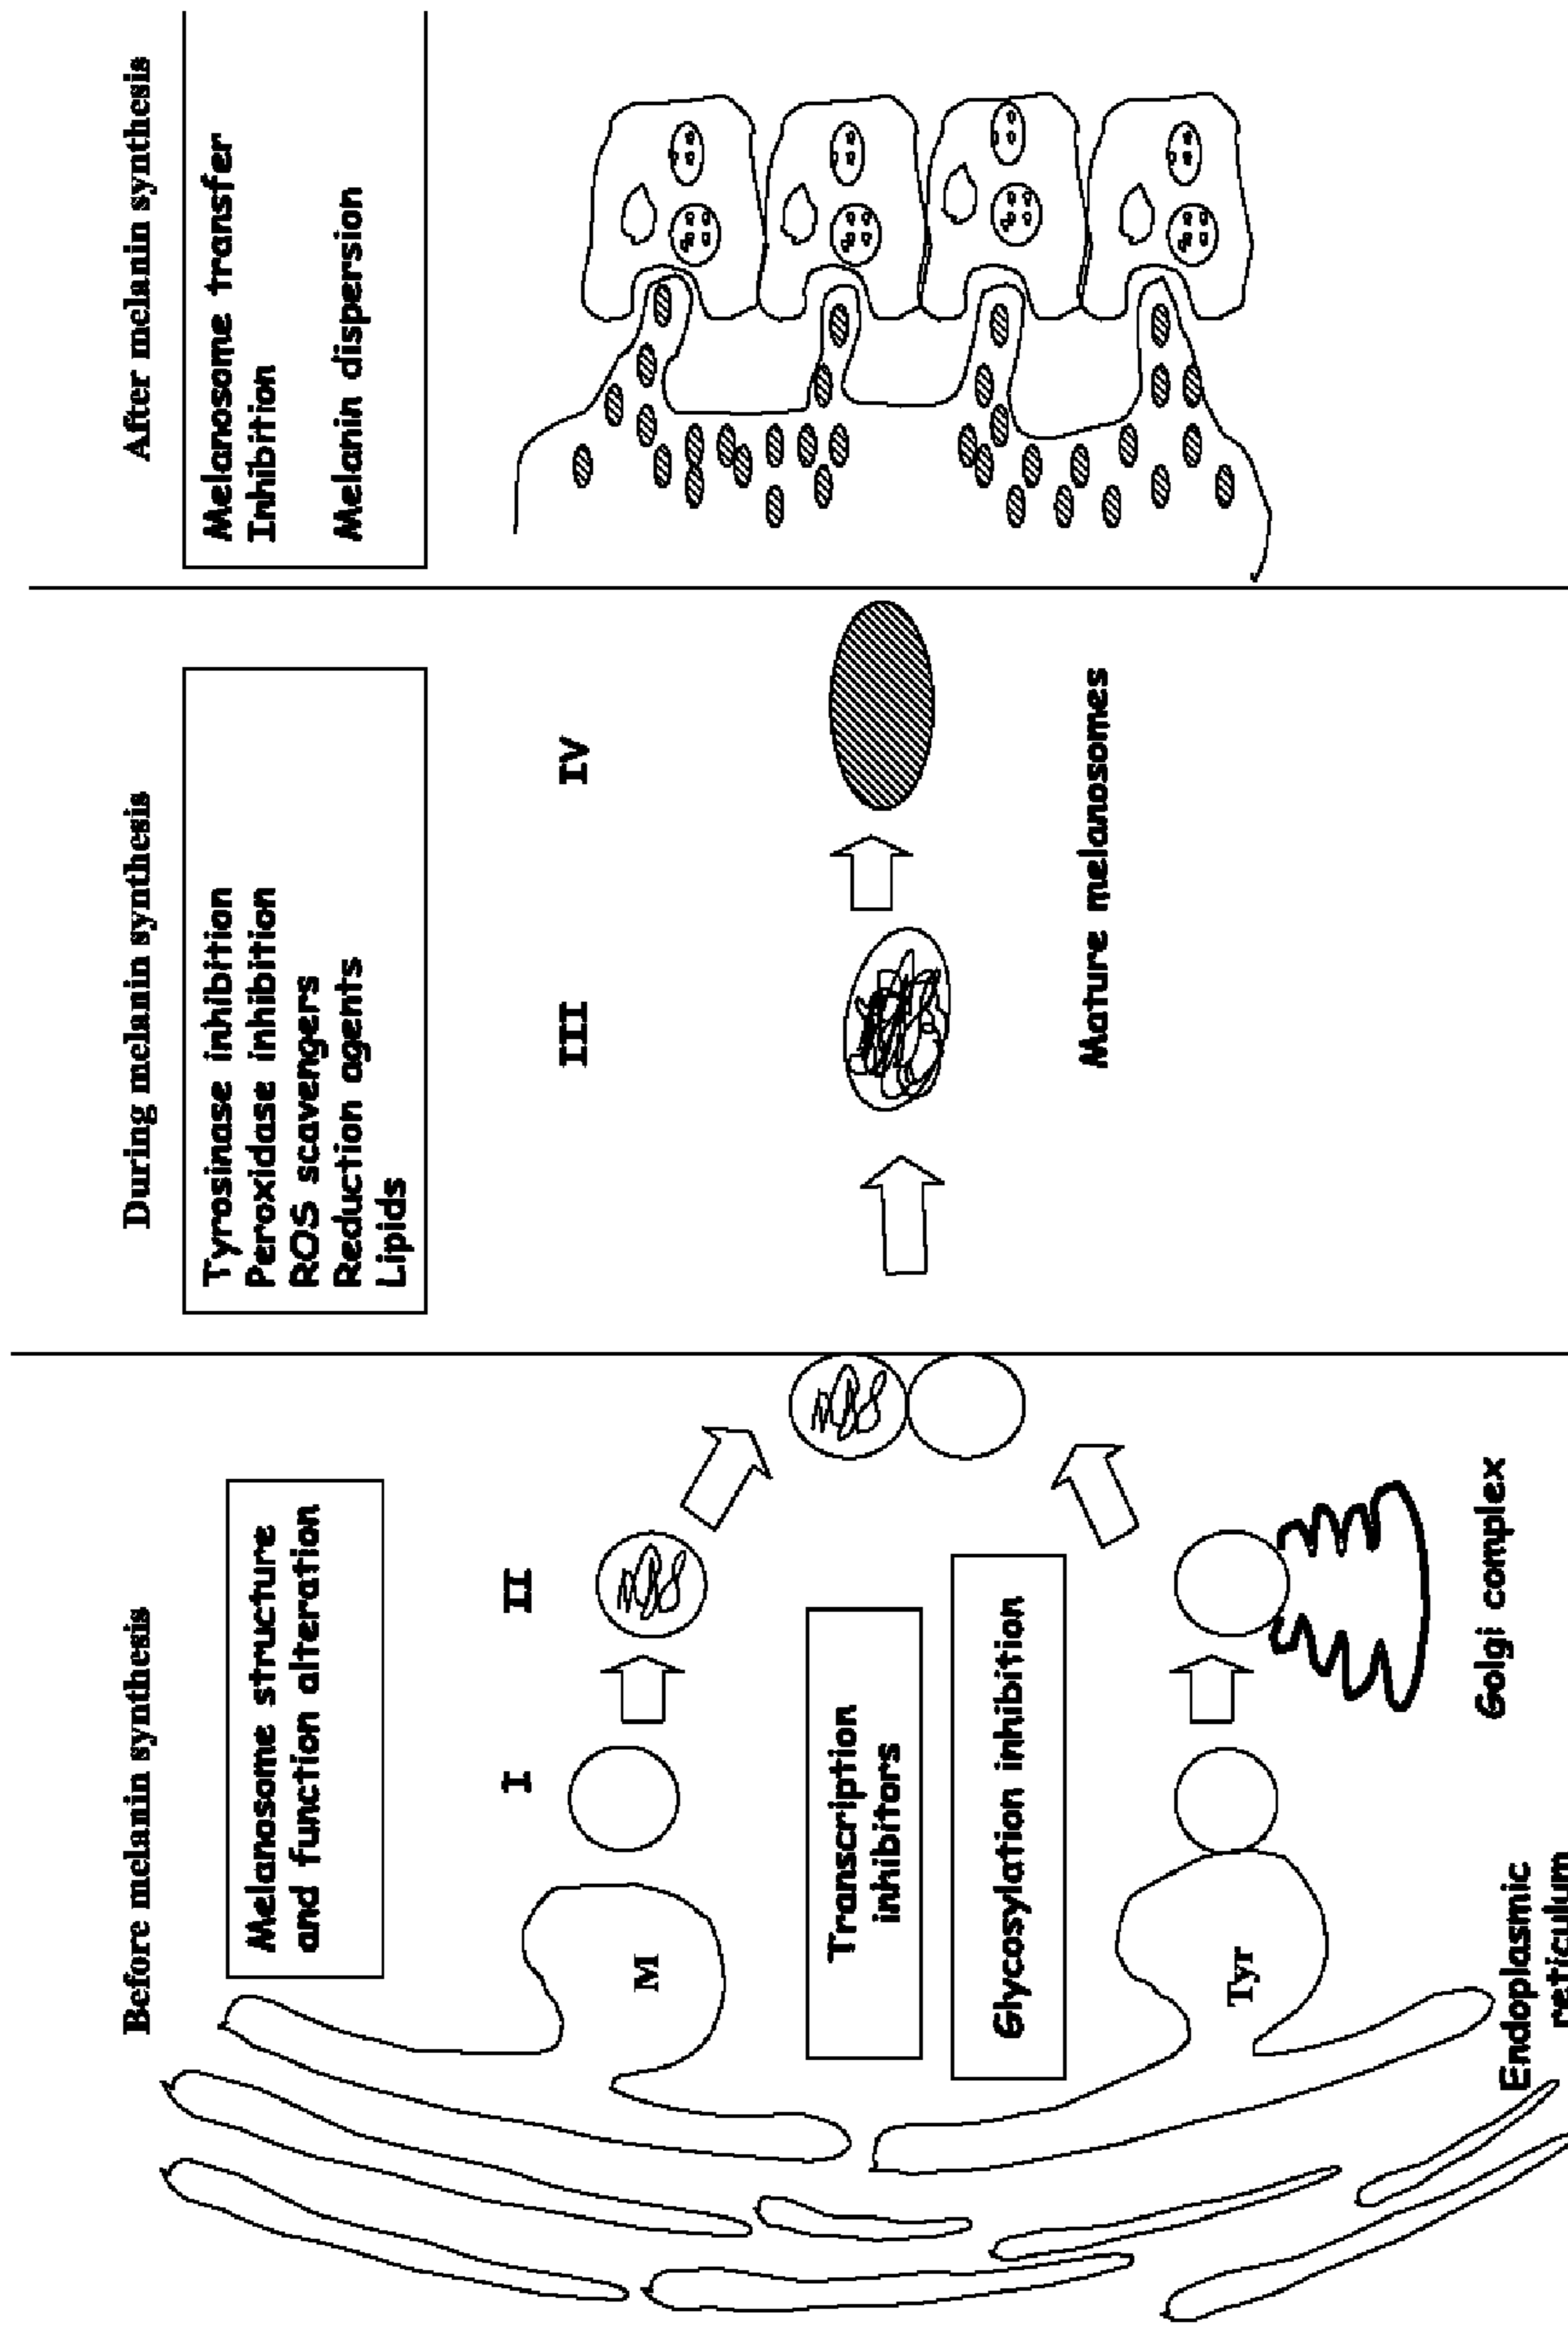 Before melanin synthesis
Melanosome structure
and function alteration
I
II
M
Transcription
inhibitors
Glycosylation inhibition
Tyr
Golgi complex
Endoplasmic
reticulum
During melanin synthesis
Tyrosinase inhibition
Peroxidase inhibition
ROS scavengers
Reduction agents
Lipids
III
IV
Mature melanosomes
After melanin synthesis
Melanosome transfer
Inhibition
Melanin dispersion